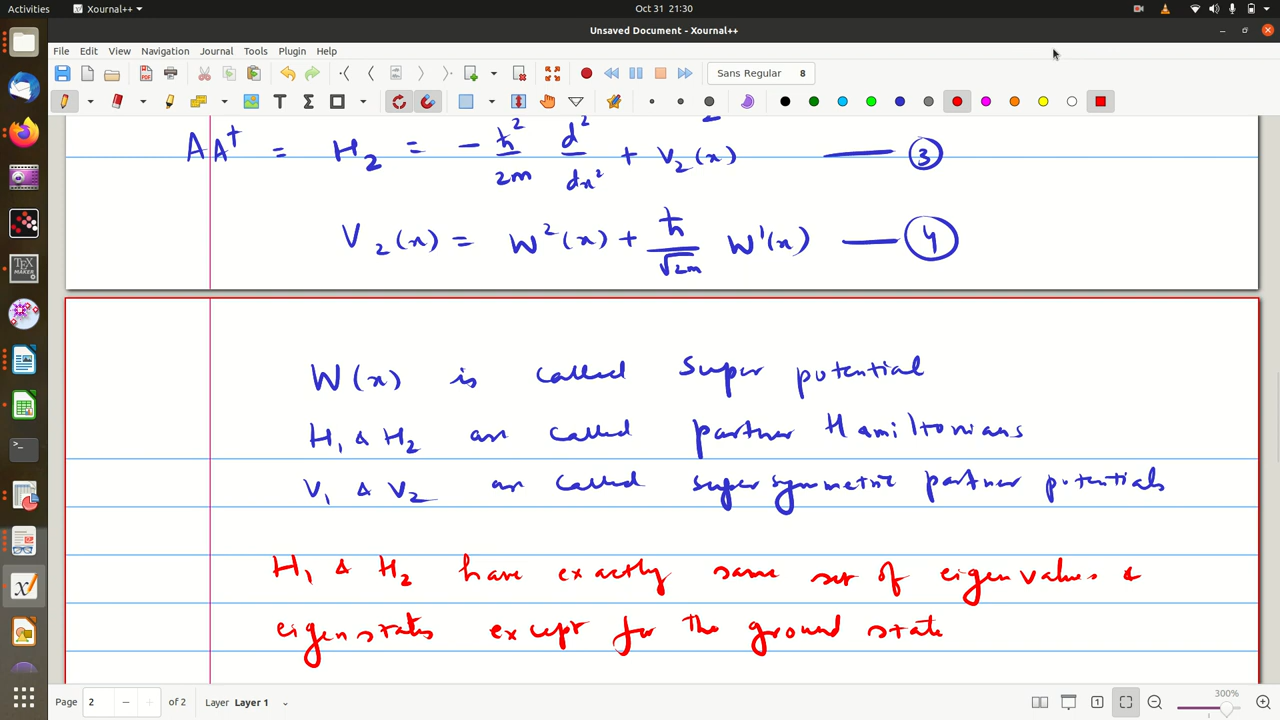 Activities Xournal++ Oct 31 21:30
Unsaved Document - Xournal++
File Edit View Navigation Journal Tools Plugin Help
Sans Regular 8
A A† = H₂ = - ħ²/2m d²/dx² + V₂(x) —— ③
V₂(x) = W²(x) + ħ/√2m W'(x) —— ④
W(x) is called Super potential
H₁ & H₂ are called partner Hamiltonians
V₁ & V₂ are called supersymmetric partner potentials
H₁ & H₂ have exactly same set of eigenvalues &
eigenstates except for the ground state
Page 2 of 2 Layer Layer 1 300%